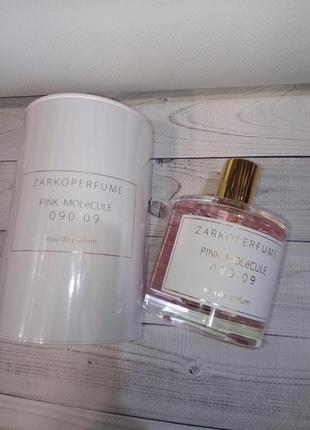 ZARKOPERFUME
PINK MOLéCULE
090·09
eau de parfum
ZARKOPERFUME
PINK MOLéCULE
090·09
eau de parfum